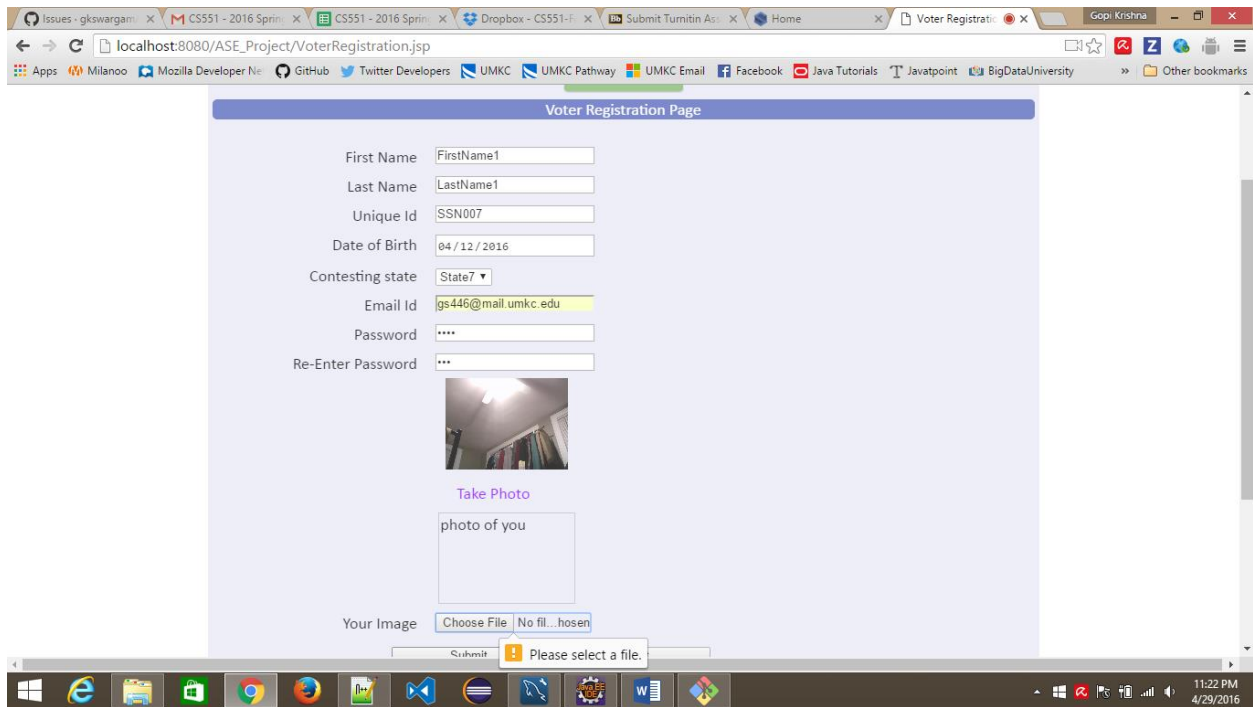 Issues - gkswargam
CS551 - 2016 Spring
CS551 - 2016 Sprin
Dropbox - CS551-F
Submit Turnitin Ass
Home
Voter Registratio
Gopi Krishna
localhost:8080/ASE_Project/VoterRegistration.jsp
Apps
Milanoo
Mozilla Developer Ne
GitHub
Twitter Developers
UMKC
UMKC Pathway
UMKC Email
Facebook
Java Tutorials
Javatpoint
BigDataUniversity
» Other bookmarks
Voter Registration Page
First Name FirstName1
Last Name LastName1
Unique Id SSN007
Date of Birth 04/12/2016
Contesting state State7
Email Id gs446@mail.umkc.edu
Password ••••
Re-Enter Password •••
Take Photo
photo of you
Your Image Choose File No fil...hosen
Submit
Please select a file.
11:22 PM
4/29/2016